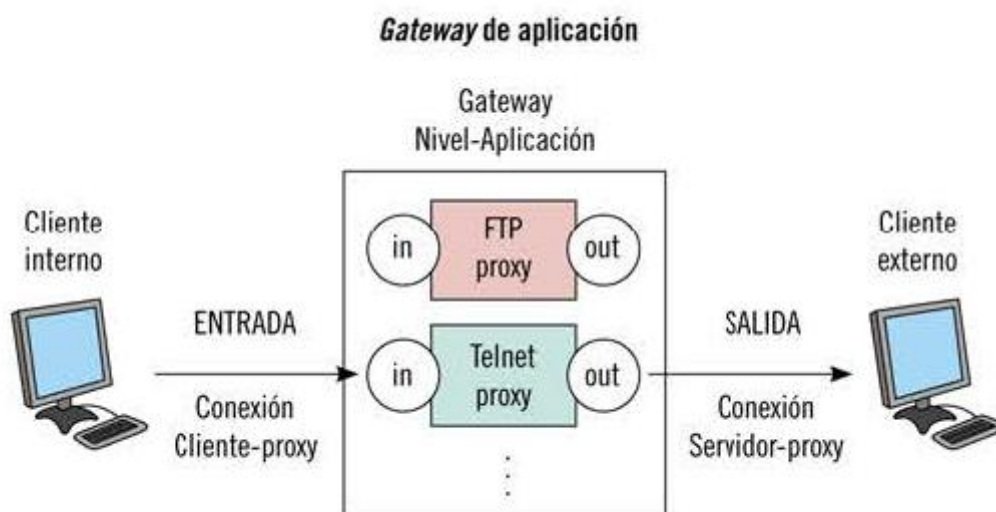 Gateway de aplicación
Gateway
Nivel-Aplicación
Cliente
interno
ENTRADA
Conexión
Cliente-proxy
in
FTP
proxy
out
in
Telnet
proxy
out
SALIDA
Conexión
Servidor-proxy
Cliente
externo